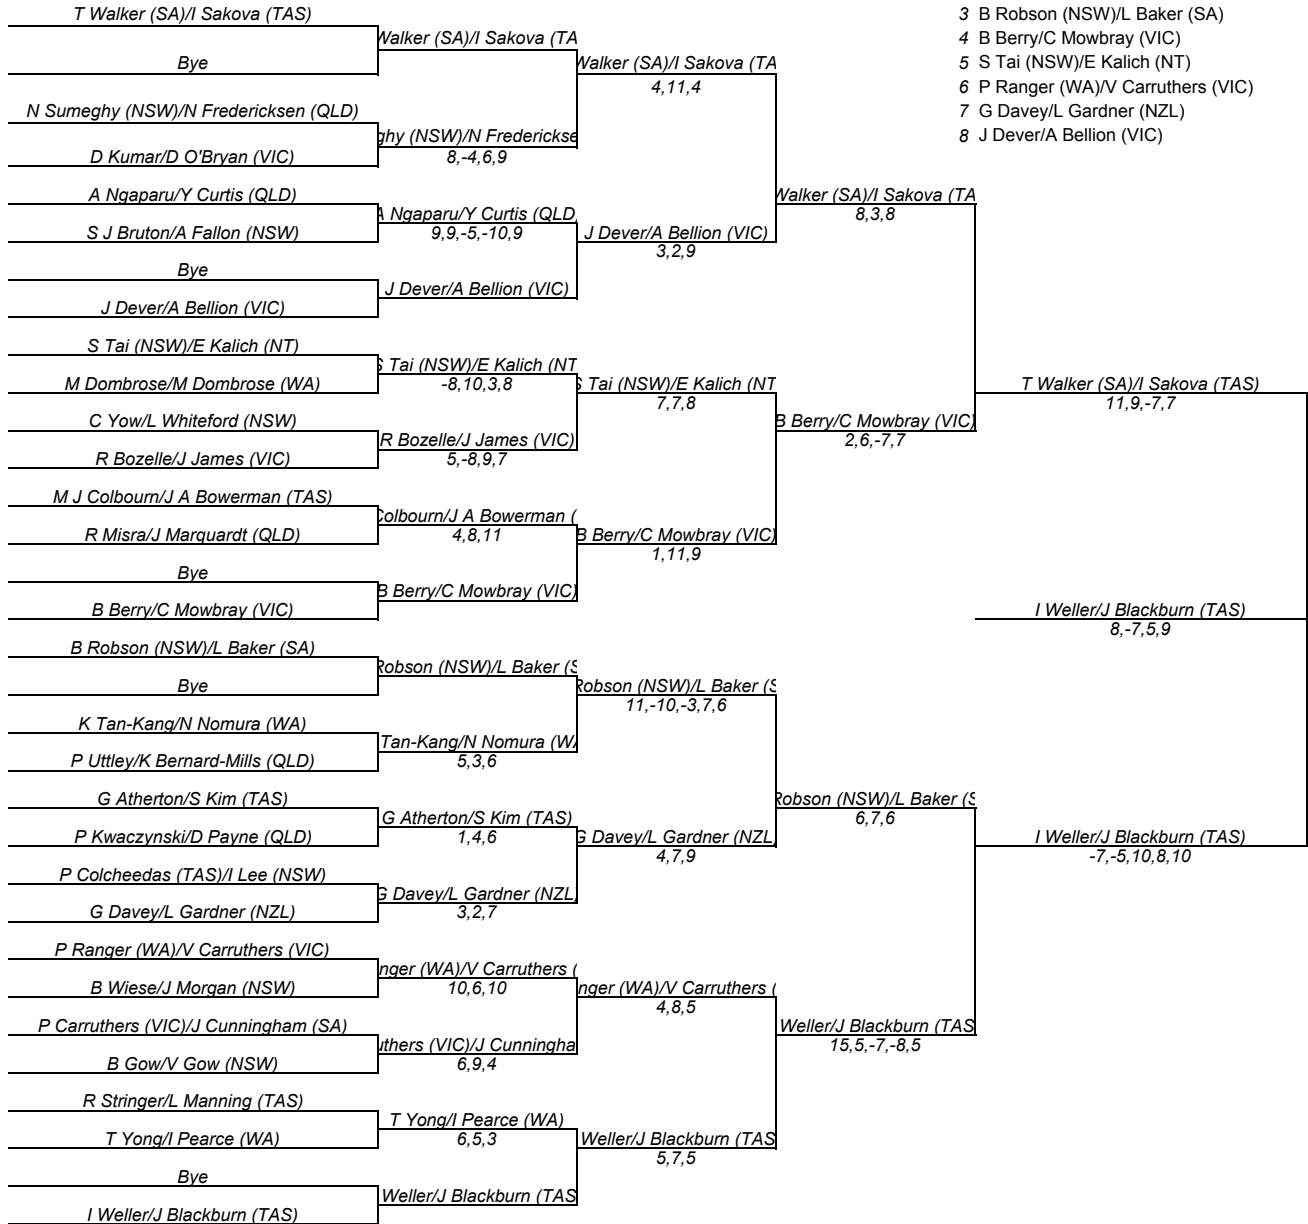 T Walker (SA)/I Sakova (TAS)
Bye
N Sumeghy (NSW)/N Fredericksen (QLD)
D Kumar/D O'Bryan (VIC)
A Ngaparu/Y Curtis (QLD)
S J Bruton/A Fallon (NSW)
Bye
J Dever/A Bellion (VIC)
S Tai (NSW)/E Kalich (NT)
M Dombrose/M Dombrose (WA)
C Yow/L Whiteford (NSW)
R Bozelle/J James (VIC)
M J Colbourn/J A Bowerman (TAS)
R Misra/J Marquardt (QLD)
Bye
B Berry/C Mowbray (VIC)
B Robson (NSW)/L Baker (SA)
Bye
K Tan-Kang/N Nomura (WA)
P Uttley/K Bernard-Mills (QLD)
G Atherton/S Kim (TAS)
P Kwaczynski/D Payne (QLD)
P Colcheedas (TAS)/I Lee (NSW)
G Davey/L Gardner (NZL)
P Ranger (WA)/V Carruthers (VIC)
B Wiese/J Morgan (NSW)
P Carruthers (VIC)/J Cunningham (SA)
B Gow/V Gow (NSW)
R Stringer/L Manning (TAS)
T Yong/I Pearce (WA)
Bye
I Weller/J Blackburn (TAS)
Walker (SA)/I Sakova (TA
ghy (NSW)/N Frederickse
8,-4,6,9
A Ngaparu/Y Curtis (QLD)
9,9,-5,-10,9
J Dever/A Bellion (VIC)
S Tai (NSW)/E Kalich (NT
-8,10,3,8
R Bozelle/J James (VIC)
5,-8,9,7
Colbourn/J A Bowerman (
4,8,11
B Berry/C Mowbray (VIC)
Robson (NSW)/L Baker (S
Tan-Kang/N Nomura (WA
5,3,6
G Atherton/S Kim (TAS)
1,4,6
G Davey/L Gardner (NZL)
3,2,7
nger (WA)/V Carruthers (
10,6,10
uthers (VIC)/J Cunningha
6,9,4
T Yong/I Pearce (WA)
6,5,3
Weller/J Blackburn (TAS
Walker (SA)/I Sakova (TA
4,11,4
J Dever/A Bellion (VIC)
3,2,9
S Tai (NSW)/E Kalich (NT
7,7,8
B Berry/C Mowbray (VIC)
1,11,9
Robson (NSW)/L Baker (S
11,-10,-3,7,6
G Davey/L Gardner (NZL)
4,7,9
nger (WA)/V Carruthers (
4,8,5
Weller/J Blackburn (TAS
5,7,5
Walker (SA)/I Sakova (TA
8,3,8
B Berry/C Mowbray (VIC)
2,6,-7,7
Robson (NSW)/L Baker (S
6,7,6
Weller/J Blackburn (TAS
15,5,-7,-8,5
T Walker (SA)/I Sakova (TAS)
11,9,-7,7
I Weller/J Blackburn (TAS)
8,-7,5,9
I Weller/J Blackburn (TAS)
-7,-5,10,8,10
3 B Robson (NSW)/L Baker (SA)
4 B Berry/C Mowbray (VIC)
5 S Tai (NSW)/E Kalich (NT)
6 P Ranger (WA)/V Carruthers (VIC)
7 G Davey/L Gardner (NZL)
8 J Dever/A Bellion (VIC)